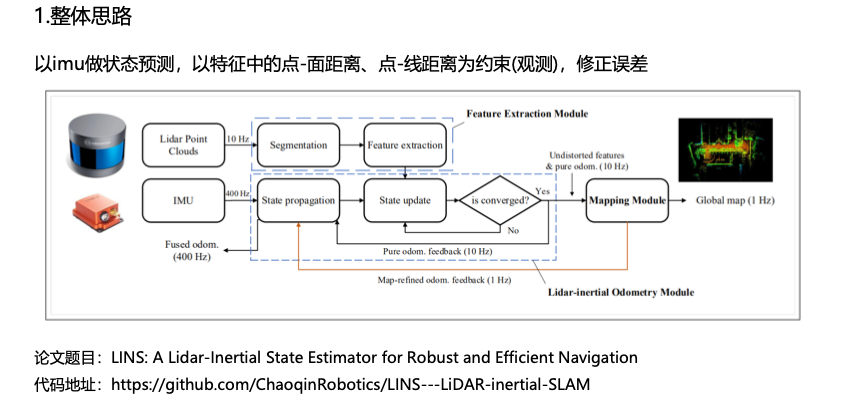 1.整体思路
以imu做状态预测，以特征中的点-面距离、点-线距离为约束(观测)，修正误差
Feature Extraction Module
Lidar Point
Clouds
10 Hz
Segmentation
Feature extraction
Undistorted features
& pure odom. (10 Hz)
IMU
400 Hz
State propagation
State update
is converged?
Yes
Mapping Module
Global map (1 Hz)
No
Fused odom.
(400 Hz)
Pure odom. feedback (10 Hz)
Map-refined odom. feedback (1 Hz)
Lidar-inertial Odometry Module
论文题目：LINS: A Lidar-Inertial State Estimator for Robust and Efficient Navigation
代码地址：https://github.com/ChaoqinRobotics/LINS---LiDAR-inertial-SLAM